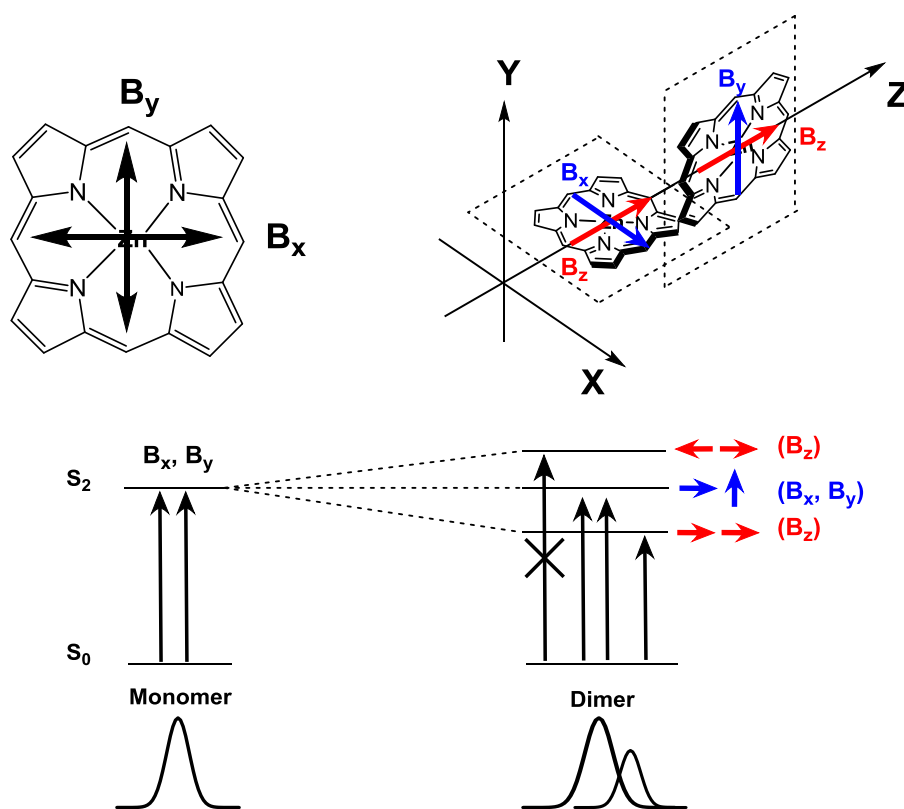 By
N
N
Zn
N
N
Bx
Y
Z
X
By
Bz
N
N
N
Bx
Bz
N
N
N
N
S2
Bx, By
S0
Monomer
(Bz)
(Bx, By)
(Bz)
Dimer